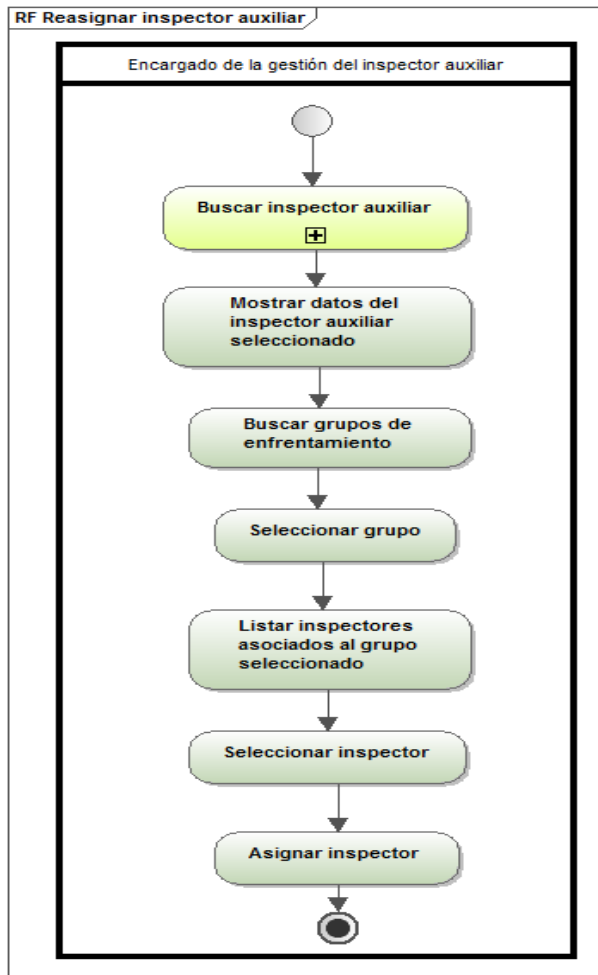 RF Reasignar inspector auxiliar
Encargado de la gestión del inspector auxiliar
Buscar inspector auxiliar
Mostrar datos del
inspector auxiliar
seleccionado
Buscar grupos de
enfrentamiento
Seleccionar grupo
Listar inspectores
asociados al grupo
seleccionado
Seleccionar inspector
Asignar inspector